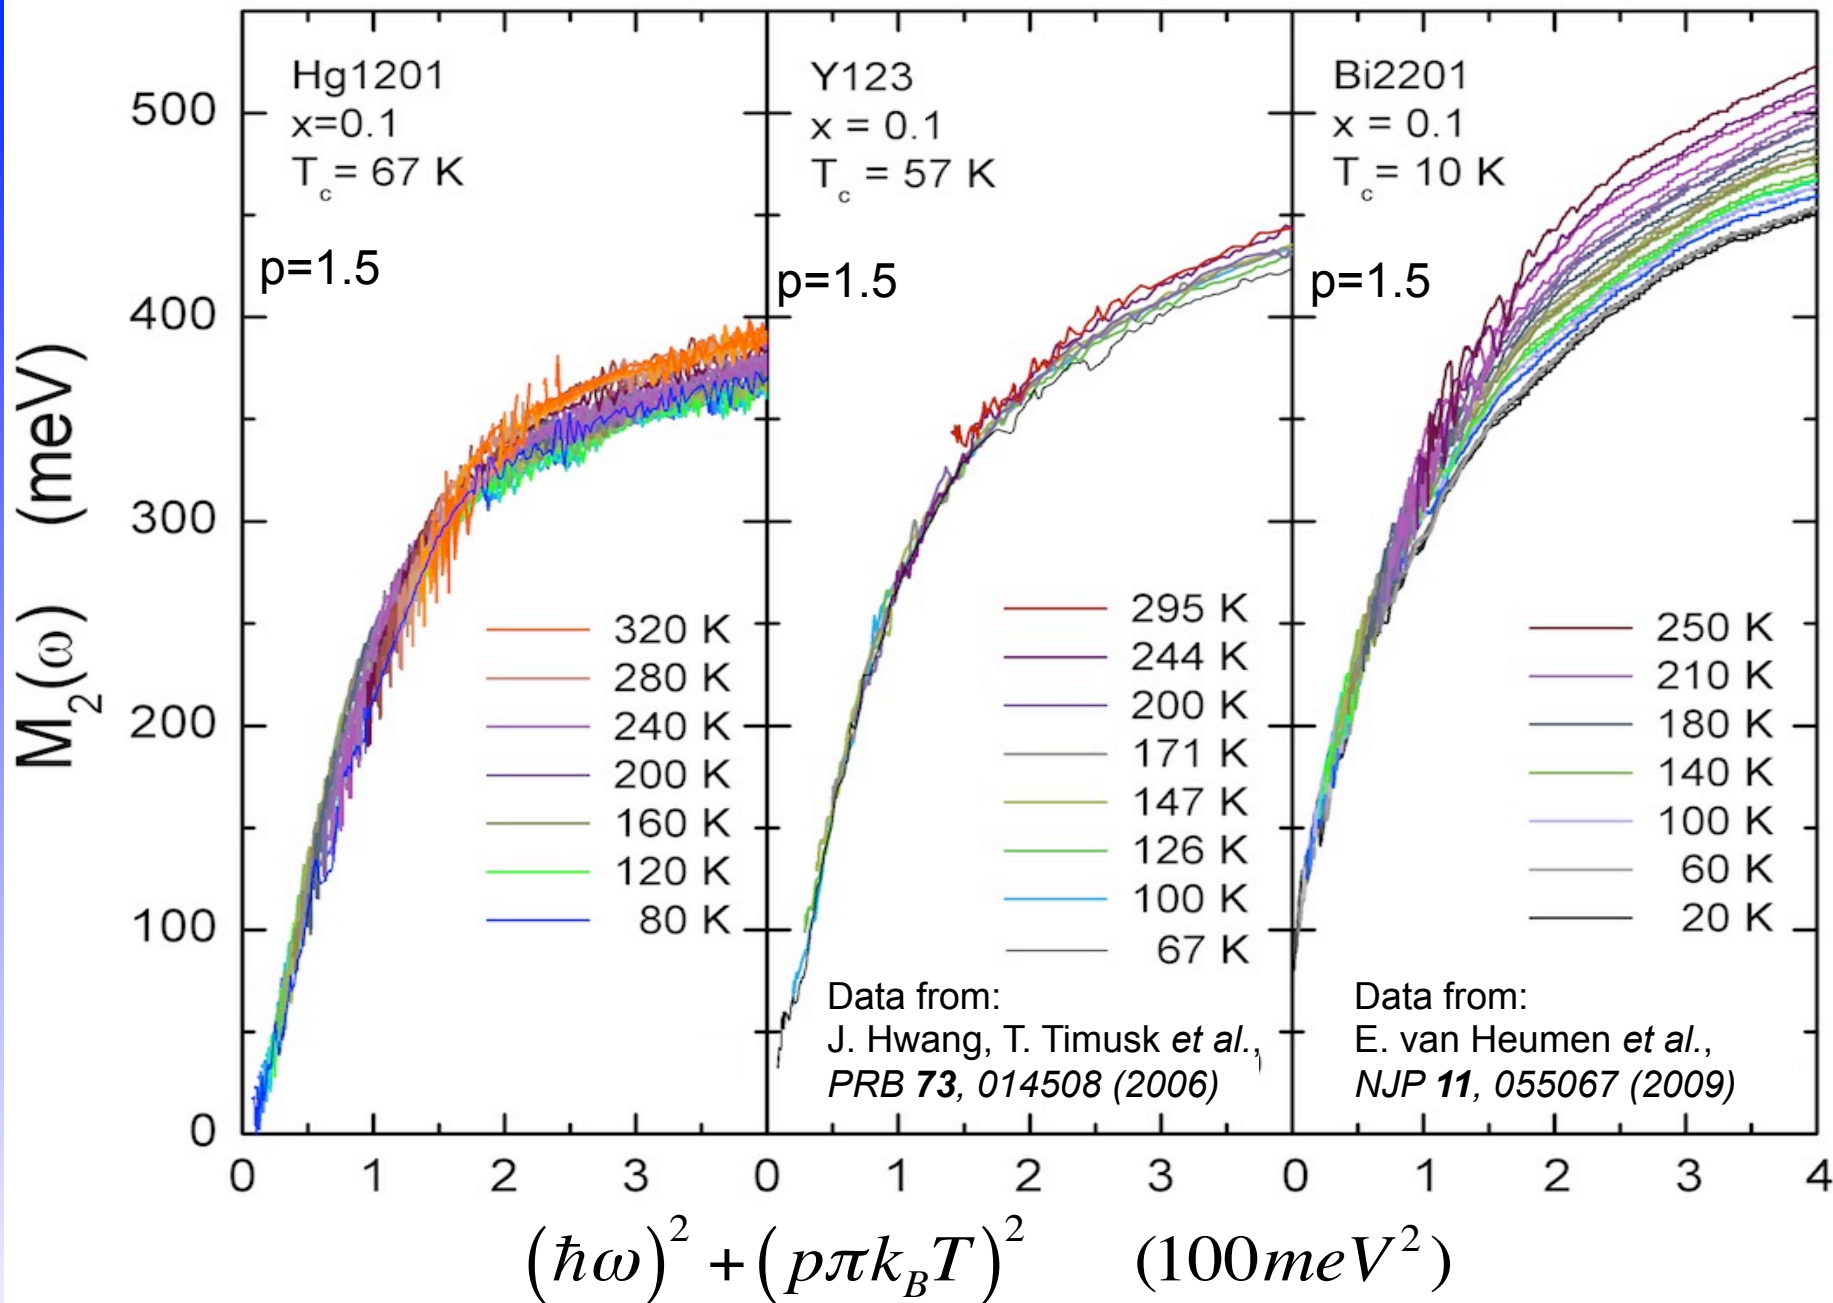 M₂(ω) (meV)
500
400
300
200
100
0
Hg1201
x=0.1
T_c= 67 K
p=1.5
320 K
280 K
240 K
200 K
160 K
120 K
80 K
Y123
x = 0.1
T_c = 57 K
p=1.5
295 K
244 K
200 K
171 K
147 K
126 K
100 K
67 K
Data from:
J. Hwang, T. Timusk et al.,
PRB 73, 014508 (2006)
Bi2201
x = 0.1
T_c= 10 K
p=1.5
250 K
210 K
180 K
140 K
100 K
60 K
20 K
Data from:
E. van Heumen et al.,
NJP 11, 055067 (2009)
0 1 2 3 0 1 2 3 0 1 2 3 4
(ħω)² + (pπk_BT)² (100meV²)